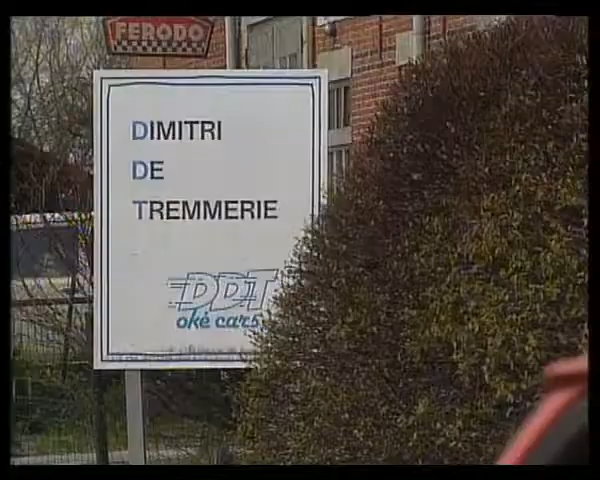 FERODO
DIMITRI
DE
TREMMERIE
DDT
oké cars